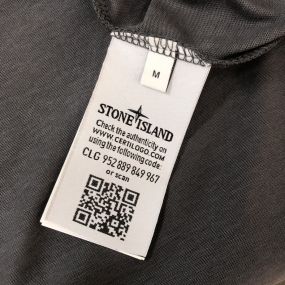 M
STONE ISLAND
Check the authenticity on
WWW.CERTILOGO.COM
using the following code:
CLG 952 889 849 967
or scan